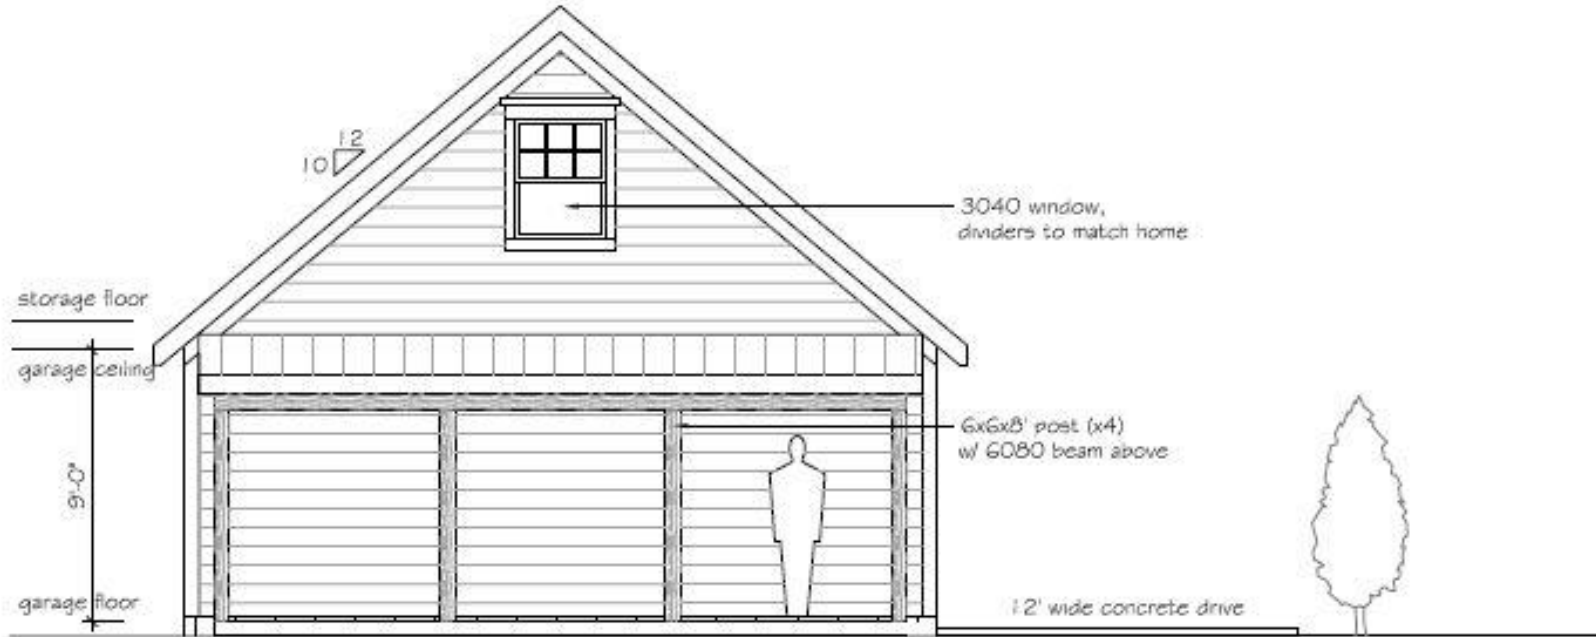 12
10
3040 window,
dividers to match home
storage floor
garage ceiling
6x6x8' post (x4)
w/ 6080 beam above
9'-0"
garage floor
12' wide concrete drive